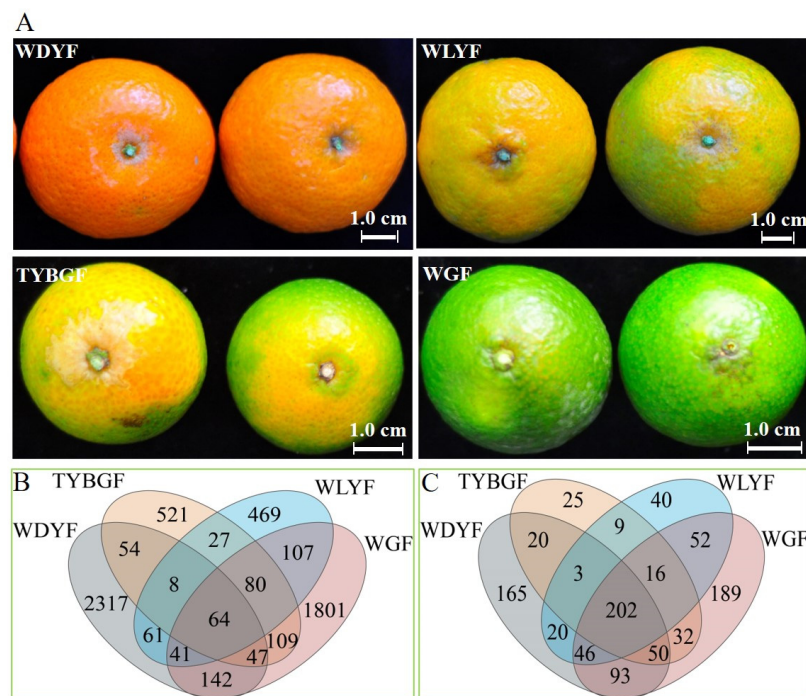 A
WDYF
WLYF
1.0 cm
1.0 cm
TYBGF
WGF
1.0 cm
1.0 cm
B
TYBGF
WLYF
WDYF
WGF
521
469
54
27
107
8
80
2317
64
1801
61
109
41
47
142
C
TYBGF
WLYF
WDYF
WGF
25
40
20
9
52
3
16
165
202
189
20
32
46
50
93